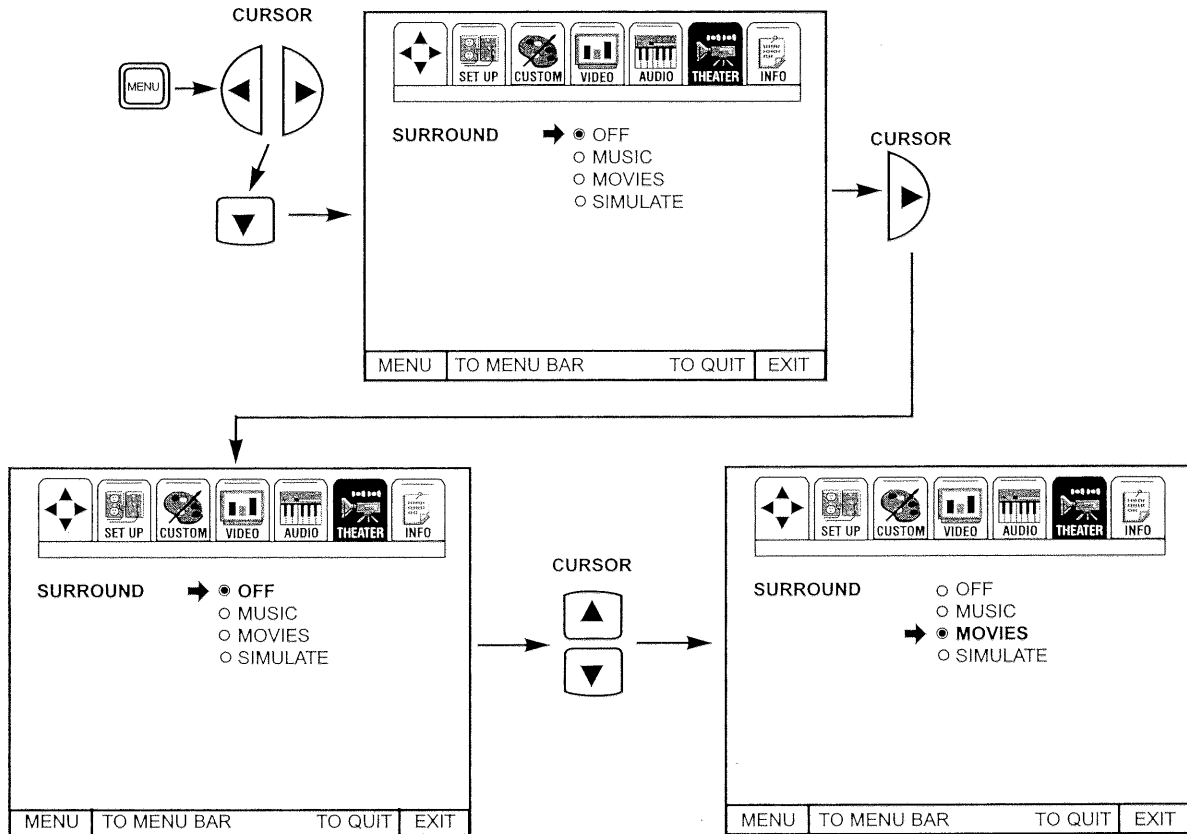 CURSOR
MENU
SET UP CUSTOM VIDEO AUDIO THEATER INFO
SURROUND OFF
MUSIC
MOVIES
SIMULATE
MENU TO MENU BAR TO QUIT EXIT
CURSOR
SET UP CUSTOM VIDEO AUDIO THEATER INFO
SURROUND OFF
MUSIC
MOVIES
SIMULATE
MENU TO MENU BAR TO QUIT EXIT
CURSOR
SET UP CUSTOM VIDEO AUDIO THEATER INFO
SURROUND OFF
MUSIC
MOVIES
SIMULATE
MENU TO MENU BAR TO QUIT EXIT